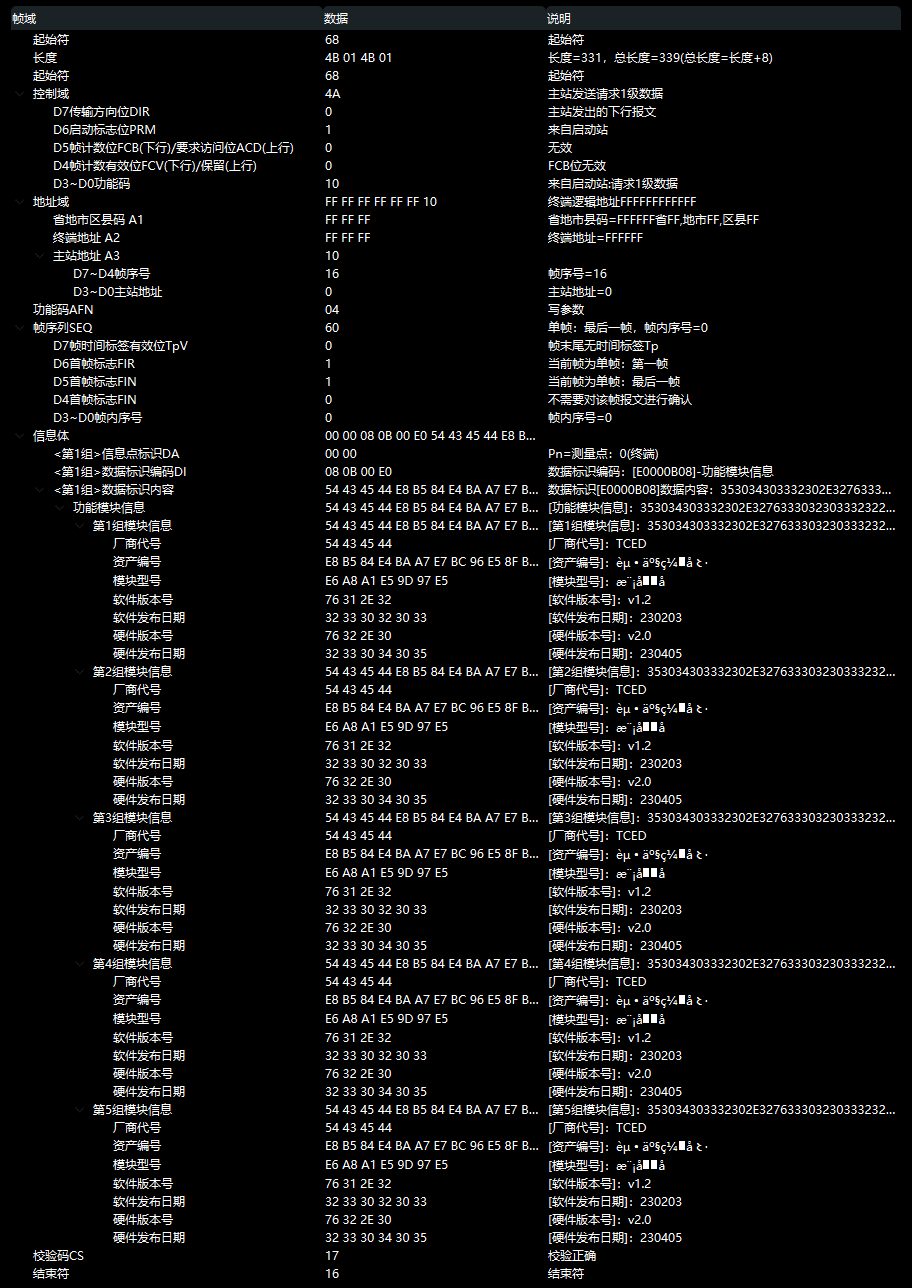 帧域 数据 说明
起始符 68 起始符
长度 4B 01 4B 01 长度=331，总长度=339(总长度=长度+8)
起始符 68 起始符
控制域 4A 主站发送请求1级数据
D7传输方向位DIR 0 主站发出的下行报文
D6启动标志位PRM 1 来自启动站
D5帧计数位FCB(下行)/要求访问位ACD(上行) 0 无效
D4帧计数有效位FCV(下行)/保留(上行) 0 FCB位无效
D3~D0功能码 10 来自启动站:请求1级数据
地址域 FF FF FF FF FF FF 10 终端逻辑地址FFFFFFFFFFFF
省地市区县码 A1 FF FF FF 省地市县码=FFFFFF省FF,地市FF,区县FF
终端地址 A2 FF FF FF 终端地址=FFFFFF
主站地址 A3 10
D7~D4帧序号 16 帧序号=16
D3~D0主站地址 0 主站地址=0
功能码AFN 04 写参数
帧序列SEQ 60 单帧：最后一帧，帧内序号=0
D7帧时间标签有效位TpV 0 帧末尾无时间标签Tp
D6首帧标志FIR 1 当前帧为单帧：第一帧
D5首帧标志FIN 1 当前帧为单帧：最后一帧
D4首帧标志FIN 0 不需要对该帧报文进行确认
D3~D0帧内序号 0 帧内序号=0
信息体 00 00 08 0B 00 E0 54 43 45 44 E8 B...
<第1组>信息点标识DA 00 00 Pn=测量点：0(终端)
<第1组>数据标识编码DI 08 0B 00 E0 数据标识编码：[E0000B08]-功能模块信息
<第1组>数据标识内容 54 43 45 44 E8 B5 84 E4 BA A7 E7 B... 数据标识[E0000B08]数据内容：353034303332302E3276333...
功能模块信息 54 43 45 44 E8 B5 84 E4 BA A7 E7 B... [功能模块信息]：353034303332302E3276333032303332322...
第1组模块信息 54 43 45 44 E8 B5 84 E4 BA A7 E7 B... [第1组模块信息]：353034303332302E327633303230333232...
厂商代号 54 43 45 44 [厂商代号]：TCED
资产编号 E8 B5 84 E4 BA A7 E7 BC 96 E5 8F B... [资产编号]：
模块型号 E6 A8 A1 E5 9D 97 E5 [模块型号]：
软件版本号 76 31 2E 32 [软件版本号]：v1.2
软件发布日期 32 33 30 32 30 33 [软件发布日期]：230203
硬件版本号 76 32 2E 30 [硬件版本号]：v2.0
硬件发布日期 32 33 30 34 30 35 [硬件发布日期]：230405
第2组模块信息 54 43 45 44 E8 B5 84 E4 BA A7 E7 B... [第2组模块信息]：353034303332302E327633303230333232...
厂商代号 54 43 45 44 [厂商代号]：TCED
资产编号 E8 B5 84 E4 BA A7 E7 BC 96 E5 8F B... [资产编号]：
模块型号 E6 A8 A1 E5 9D 97 E5 [模块型号]：
软件版本号 76 31 2E 32 [软件版本号]：v1.2
软件发布日期 32 33 30 32 30 33 [软件发布日期]：230203
硬件版本号 76 32 2E 30 [硬件版本号]：v2.0
硬件发布日期 32 33 30 34 30 35 [硬件发布日期]：230405
第3组模块信息 54 43 45 44 E8 B5 84 E4 BA A7 E7 B... [第3组模块信息]：353034303332302E327633303230333232...
厂商代号 54 43 45 44 [厂商代号]：TCED
资产编号 E8 B5 84 E4 BA A7 E7 BC 96 E5 8F B... [资产编号]：
模块型号 E6 A8 A1 E5 9D 97 E5 [模块型号]：
软件版本号 76 31 2E 32 [软件版本号]：v1.2
软件发布日期 32 33 30 32 30 33 [软件发布日期]：230203
硬件版本号 76 32 2E 30 [硬件版本号]：v2.0
硬件发布日期 32 33 30 34 30 35 [硬件发布日期]：230405
第4组模块信息 54 43 45 44 E8 B5 84 E4 BA A7 E7 B... [第4组模块信息]：353034303332302E327633303230333232...
厂商代号 54 43 45 44 [厂商代号]：TCED
资产编号 E8 B5 84 E4 BA A7 E7 BC 96 E5 8F B... [资产编号]：
模块型号 E6 A8 A1 E5 9D 97 E5 [模块型号]：
软件版本号 76 31 2E 32 [软件版本号]：v1.2
软件发布日期 32 33 30 32 30 33 [软件发布日期]：230203
硬件版本号 76 32 2E 30 [硬件版本号]：v2.0
硬件发布日期 32 33 30 34 30 35 [硬件发布日期]：230405
第5组模块信息 54 43 45 44 E8 B5 84 E4 BA A7 E7 B... [第5组模块信息]：353034303332302E327633303230333232...
厂商代号 54 43 45 44 [厂商代号]：TCED
资产编号 E8 B5 84 E4 BA A7 E7 BC 96 E5 8F B... [资产编号]：
模块型号 E6 A8 A1 E5 9D 97 E5 [模块型号]：
软件版本号 76 31 2E 32 [软件版本号]：v1.2
软件发布日期 32 33 30 32 30 33 [软件发布日期]：230203
硬件版本号 76 32 2E 30 [硬件版本号]：v2.0
硬件发布日期 32 33 30 34 30 35 [硬件发布日期]：230405
校验码CS 17 校验正确
结束符 16 结束符